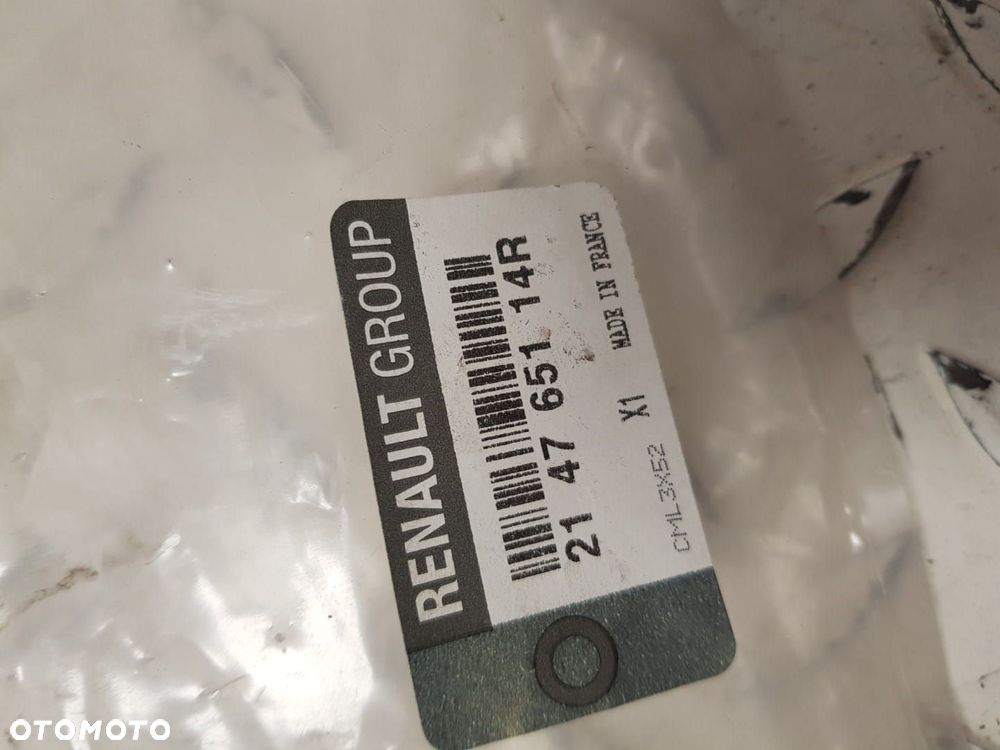 RENAULT GROUP
21 47 651 14R
X1 MADE IN FRANCE
CML3X52
OTOMOTO